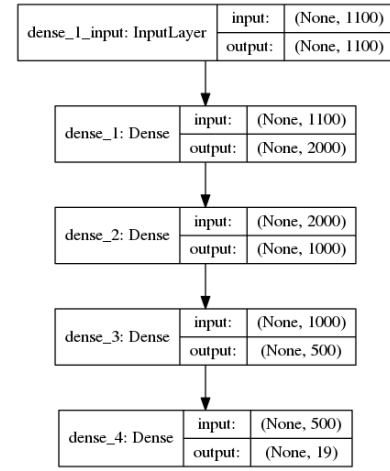 dense_1_input: InputLayer
input: (None, 1100)
output: (None, 1100)
dense_1: Dense
input: (None, 1100)
output: (None, 2000)
dense_2: Dense
input: (None, 2000)
output: (None, 1000)
dense_3: Dense
input: (None, 1000)
output: (None, 500)
dense_4: Dense
input: (None, 500)
output: (None, 19)